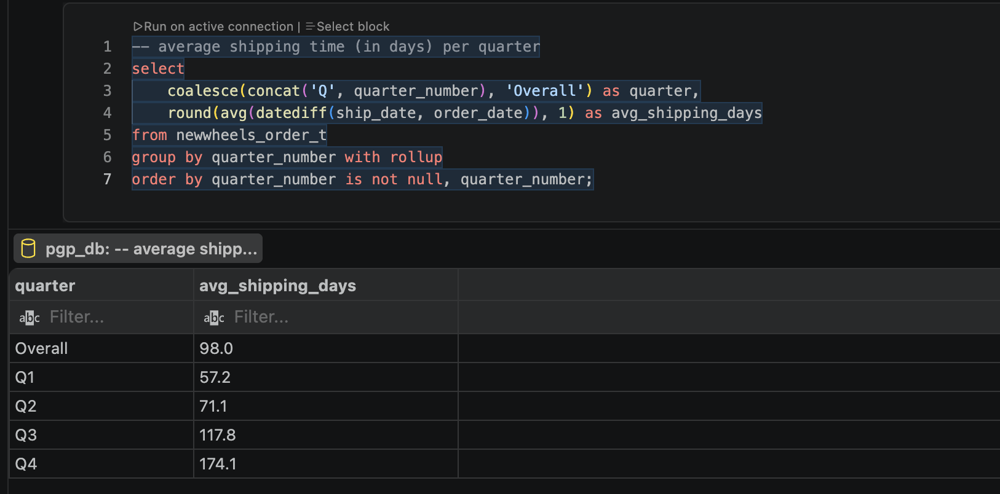 Run on active connection | Select block
1 -- average shipping time (in days) per quarter
2 select
3     coalesce(concat('Q', quarter_number), 'Overall') as quarter,
4     round(avg(datediff(ship_date, order_date)), 1) as avg_shipping_days
5 from newwheels_order_t
6 group by quarter_number with rollup
7 order by quarter_number is not null, quarter_number;
pgp_db: -- average shipp...
quarter avg_shipping_days
abc Filter... abc Filter...
Overall 98.0
Q1 57.2
Q2 71.1
Q3 117.8
Q4 174.1